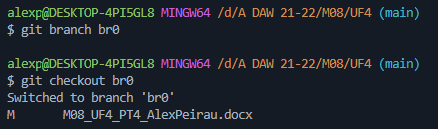 alexp@DESKTOP-4PI5GL8 MINGW64 /d/A DAW 21-22/M08/UF4 (main)
$ git branch br0
alexp@DESKTOP-4PI5GL8 MINGW64 /d/A DAW 21-22/M08/UF4 (main)
$ git checkout br0
Switched to branch 'br0'
M       M08_UF4_PT4_AlexPeirau.docx